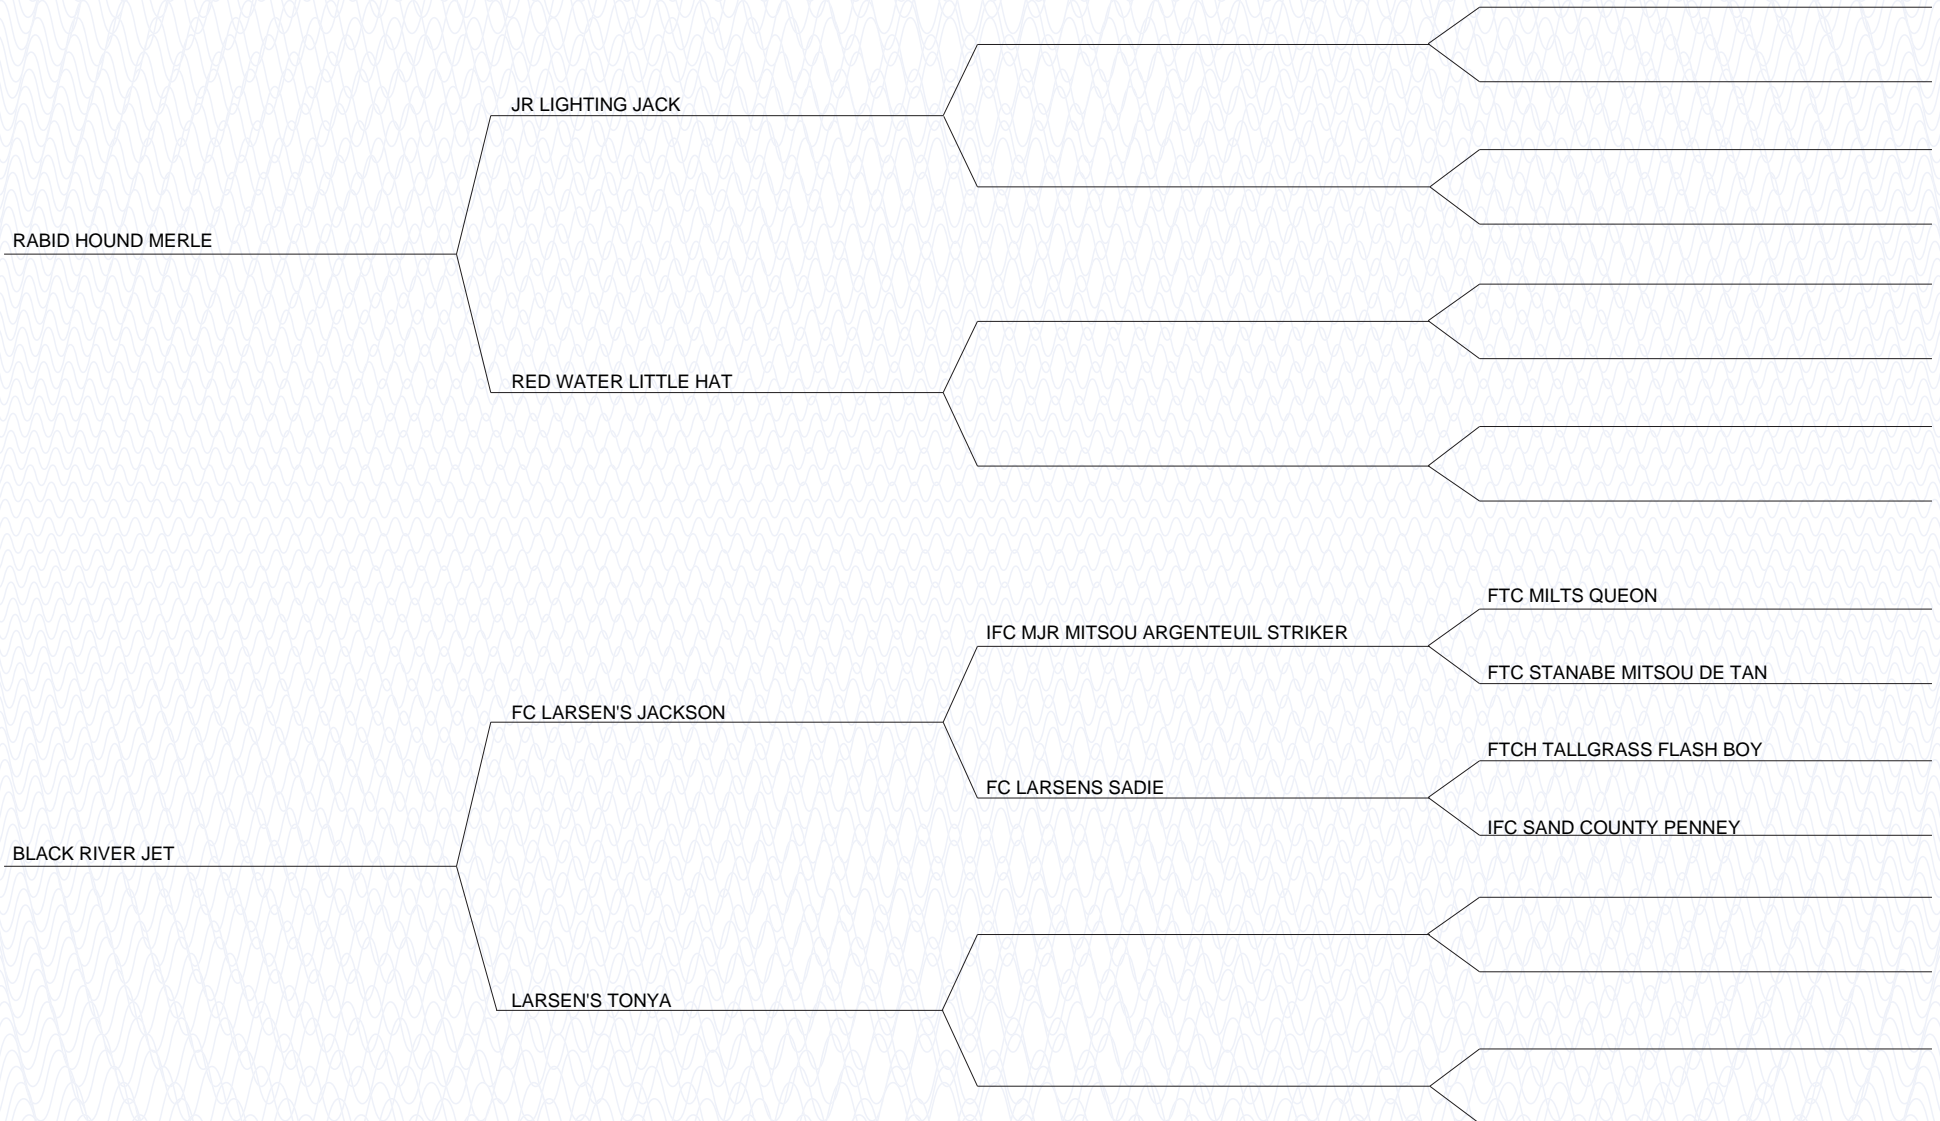 JR LIGHTING JACK
RABID HOUND MERLE
RED WATER LITTLE HAT
FTC MILTS QUEON
IFC MJR MITSOU ARGENTEUIL STRIKER
FTC STANABE MITSOU DE TAN
FC LARSEN'S JACKSON
FTCH TALLGRASS FLASH BOY
FC LARSENS SADIE
IFC SAND COUNTY PENNEY
BLACK RIVER JET
LARSEN'S TONYA